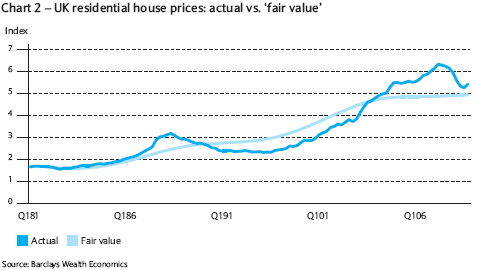 Chart 2 – UK residential house prices: actual vs. ‘fair value’
Index
7
6
5
4
3
2
1
0
Q181 Q186 Q191 Q101 Q106
Actual Fair value
Source: Barclays Wealth Economics